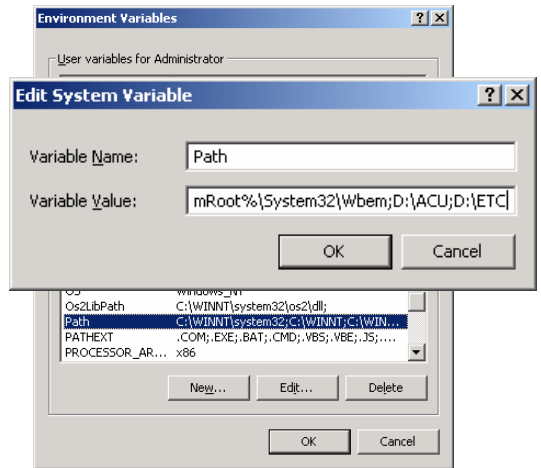 Environment Variables
User variables for Administrator
Edit System Variable
Variable Name: Path
Variable Value: mRoot%\System32\Wbem;D:\ACU;D:\ETC
OK Cancel
OS Windows_NT
Os2LibPath C:\WINNT\system32\os2\dll;
Path C:\WINNT\system32;C:\WINNT;C:\WIN...
PATHEXT .COM;.EXE;.BAT;.CMD;.VBS;.VBE;.JS;....
PROCESSOR_AR... x86
New... Edit... Delete
OK Cancel